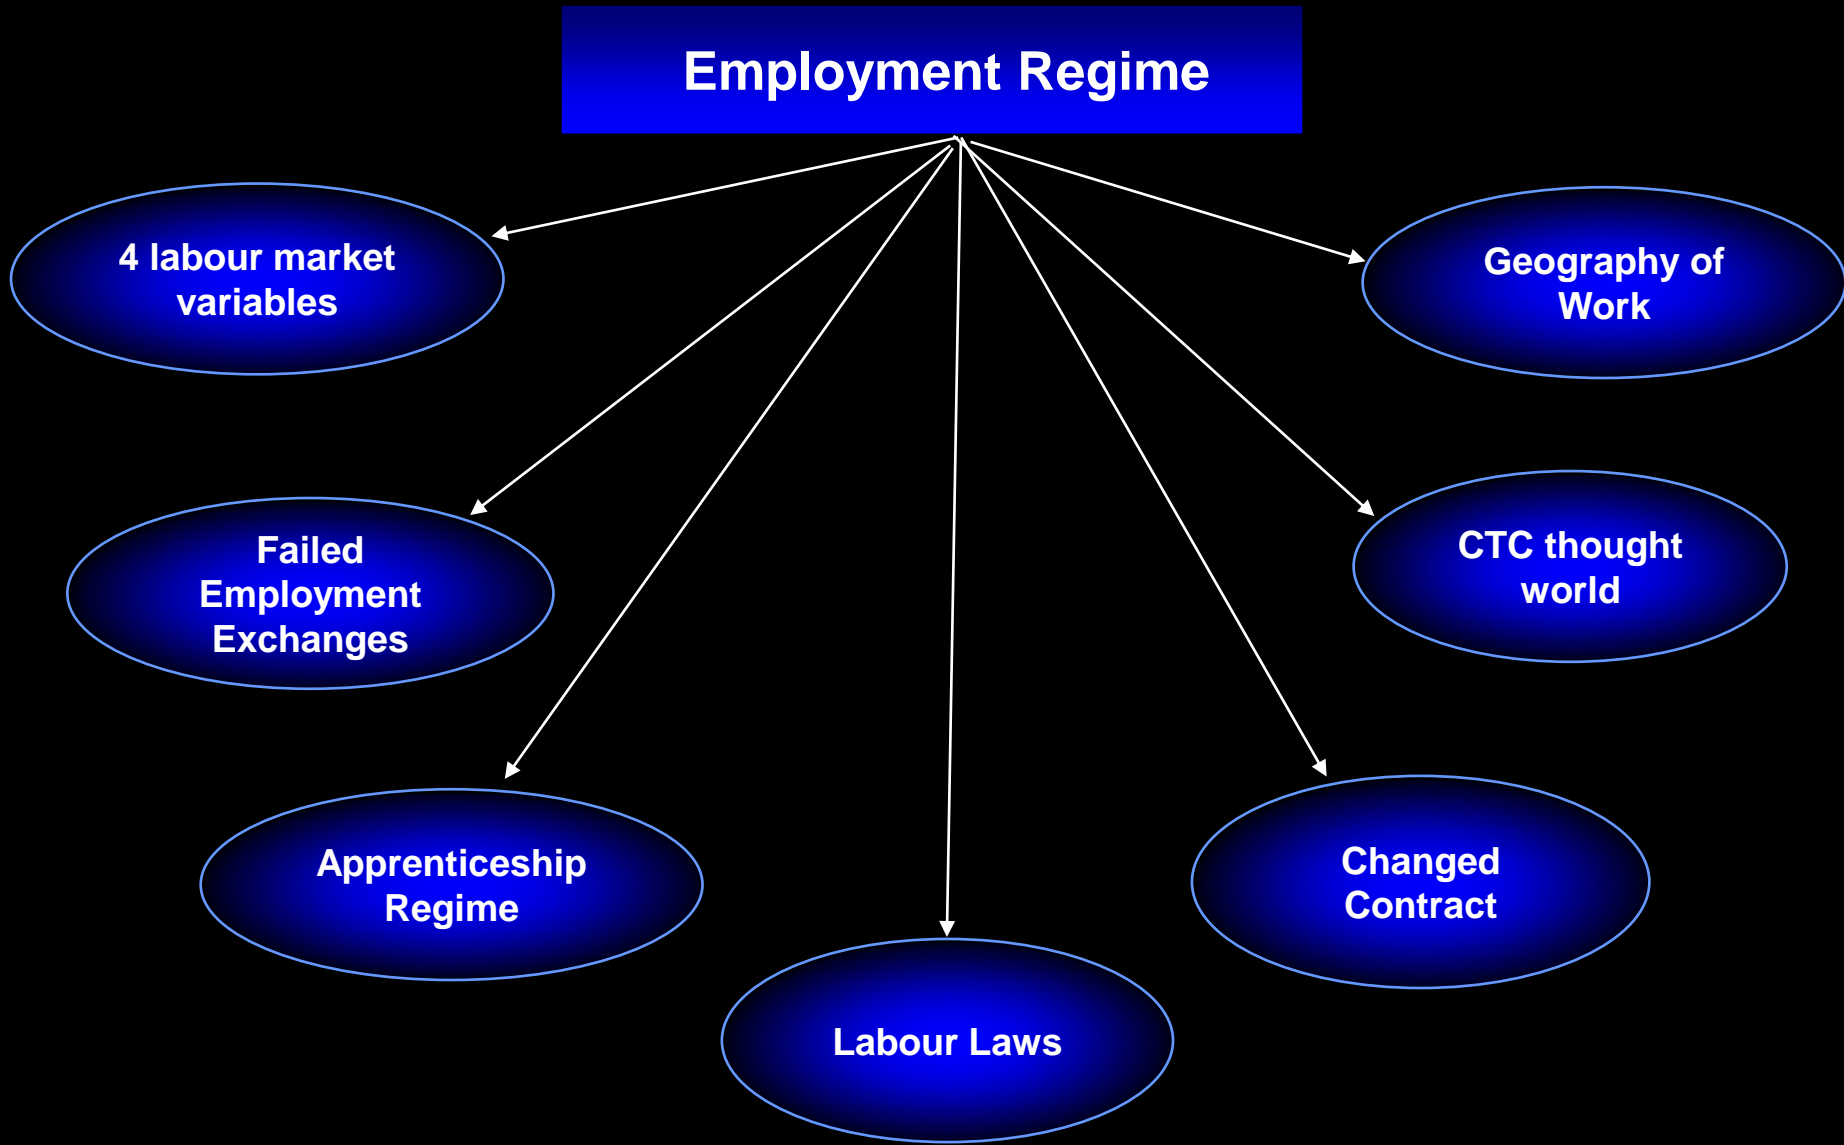 Employment Regime
4 labour market
variables
Geography of
Work
Failed
Employment
Exchanges
CTC thought
world
Apprenticeship
Regime
Changed
Contract
Labour Laws